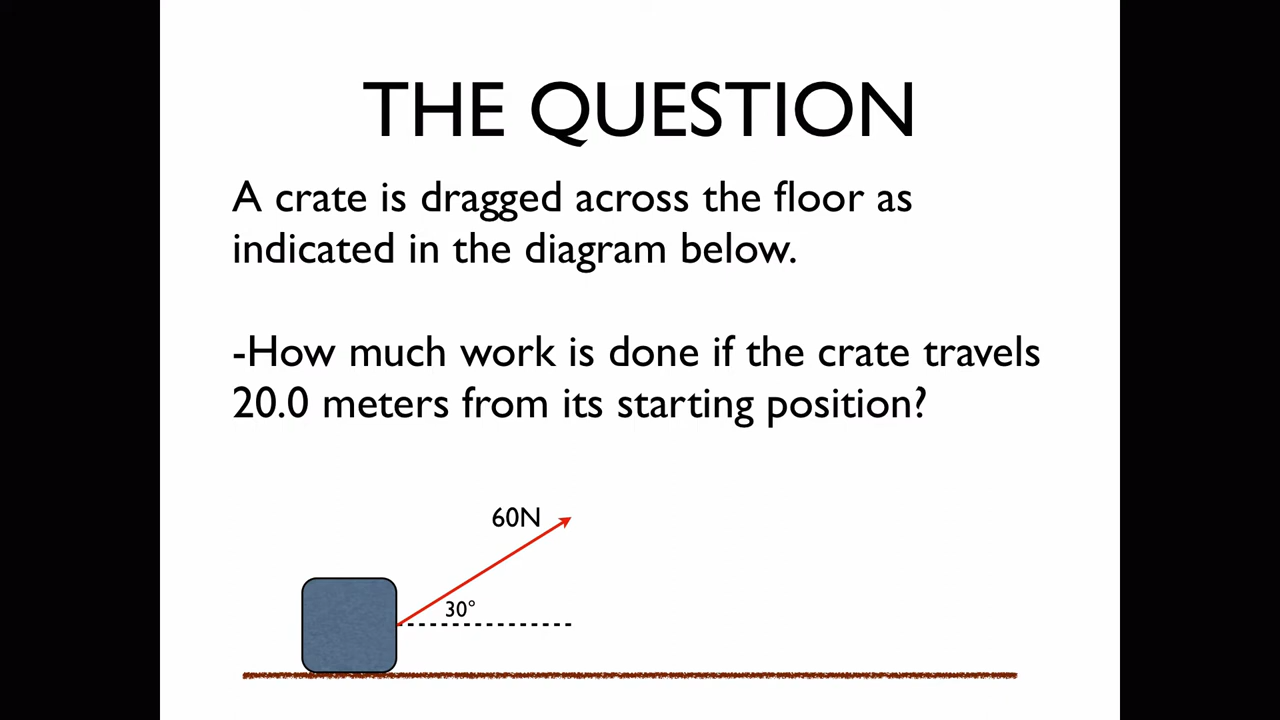 THE QUESTION
A crate is dragged across the floor as
indicated in the diagram below.
-How much work is done if the crate travels
20.0 meters from its starting position?
60N
30°